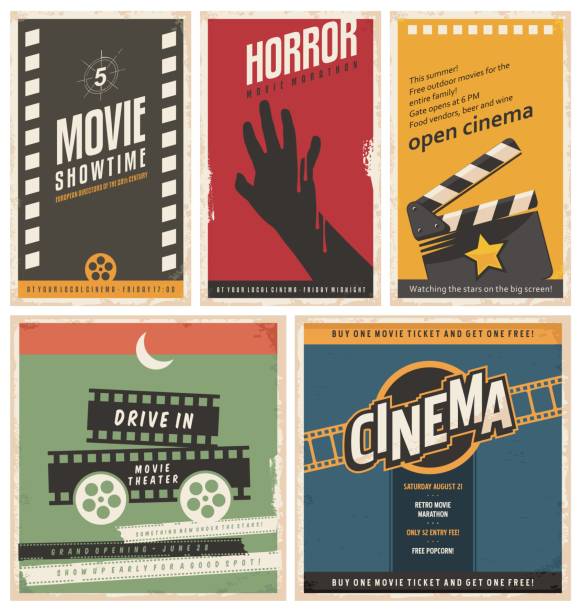 5
MOVIE
SHOWTIME
EUROPEAN DIRECTORS OF THE 20TH CENTURY
AT YOUR LOCAL CINEMA - FRIDAY 17:00
HORROR
MOVIE MARATHON
AT YOUR LOCAL CINEMA - FRIDAY MIDNIGHT
This summer!
Free outdoor movies for the
entire family!
Gate opens at 6 PM
Food vendors, beer and wine
open cinema
Watching the stars on the big screen!
DRIVE IN
MOVIE
THEATER
SOMETHING NEW UNDER THE STARS!
GRAND OPENING - JUNE 28
SHOW UP EARLY FOR A GOOD SPOT!
BUY ONE MOVIE TICKET AND GET ONE FREE!
CINEMA
SATURDAY AUGUST 21
RETRO MOVIE
MARATHON
ONLY $2 ENTRY FEE!
FREE POPCORN!
BUY ONE MOVIE TICKET AND GET ONE FREE!